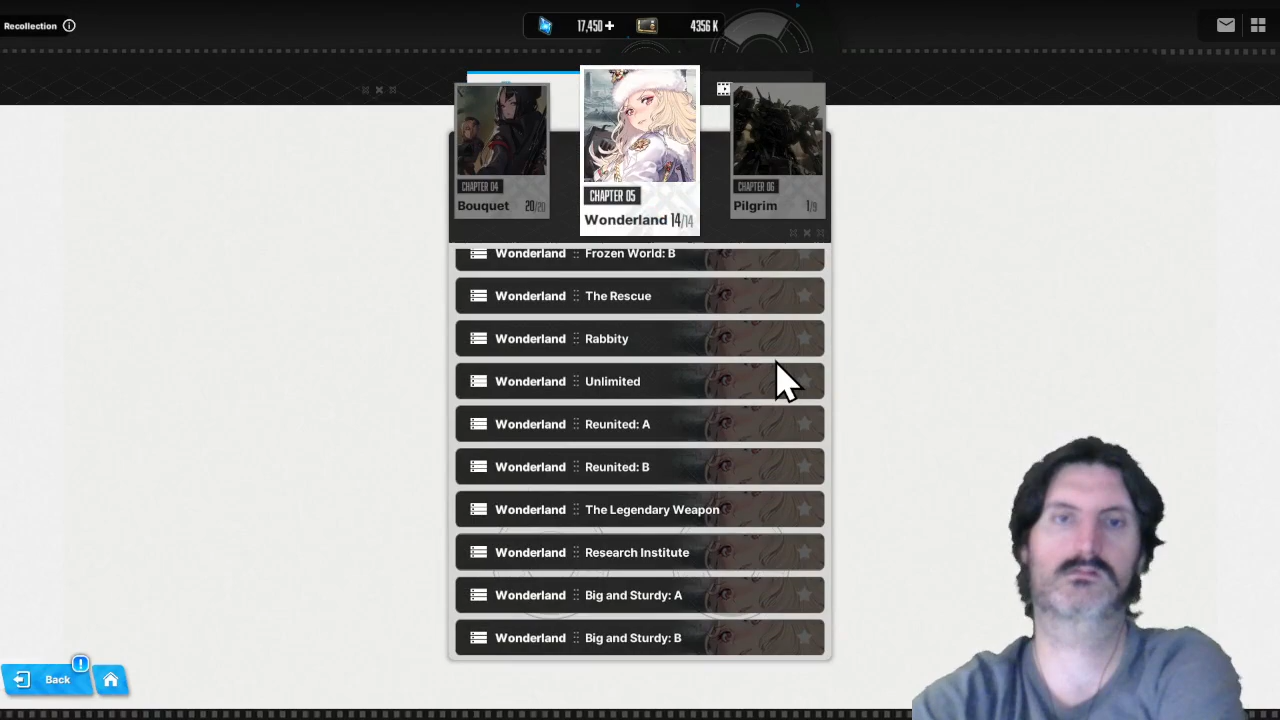 Recollection
17,450
4356 K
CHAPTER 04
Bouquet 20/20
CHAPTER 05
Wonderland 14/14
CHAPTER 06
Pilgrim 1/9
Wonderland Frozen World: B
Wonderland The Rescue
Wonderland Rabbity
Wonderland Unlimited
Wonderland Reunited: A
Wonderland Reunited: B
Wonderland The Legendary Weapon
Wonderland Research Institute
Wonderland Big and Sturdy: A
Wonderland Big and Sturdy: B
Back